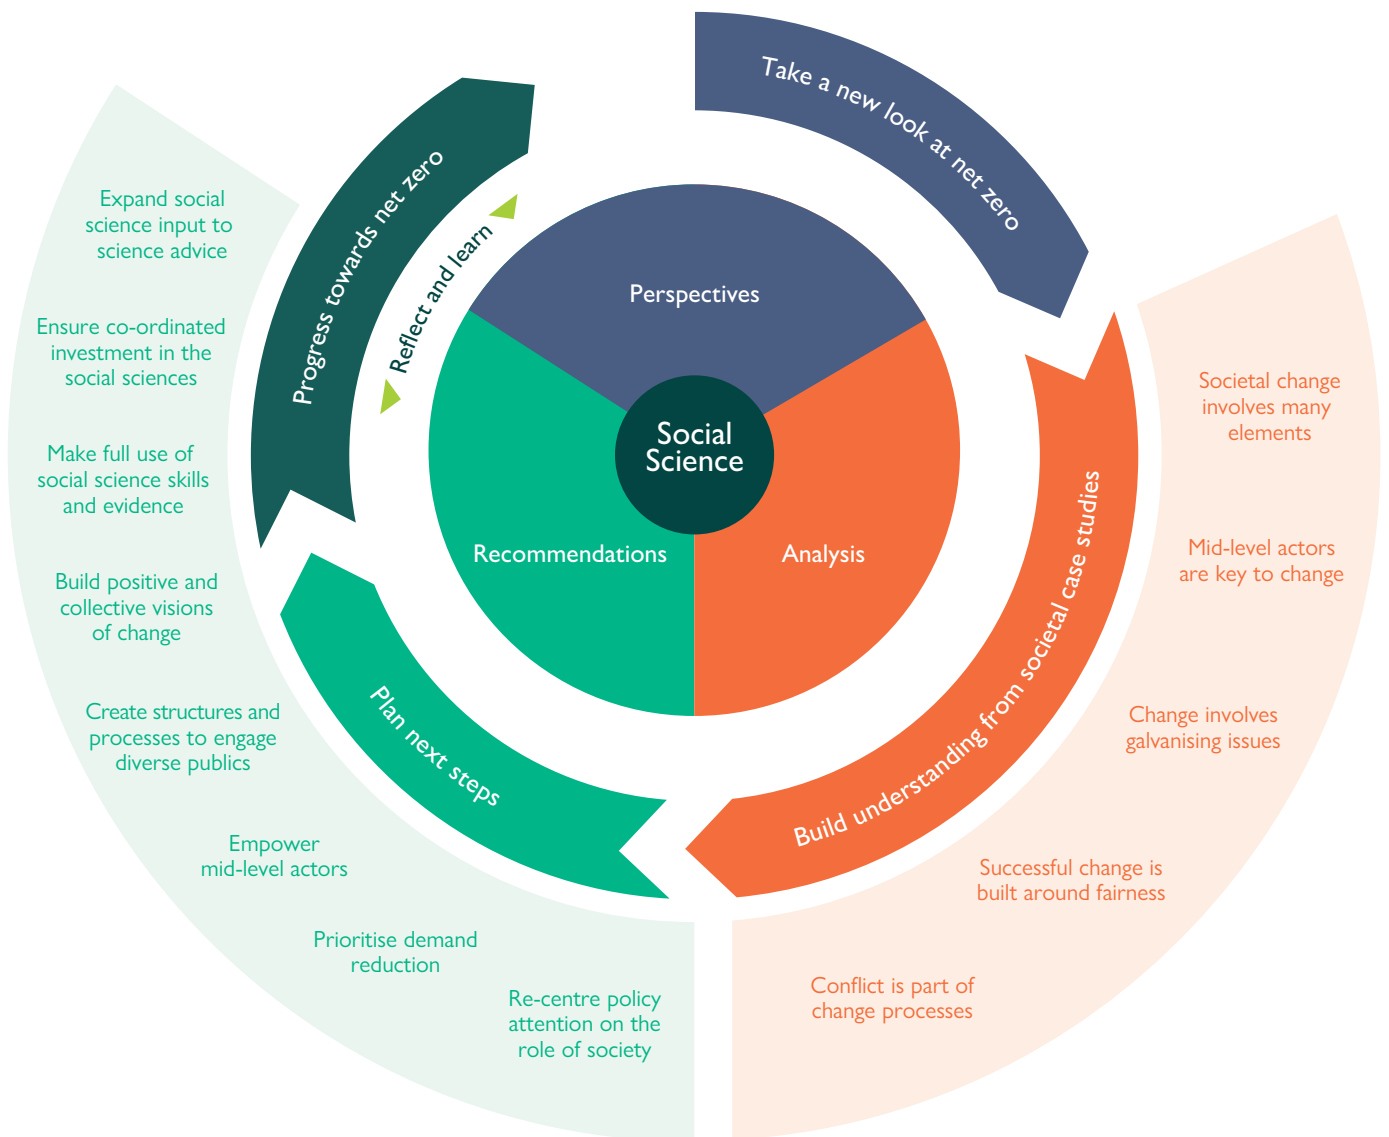 Take a new look at net zero
Progress towards net zero
Reflect and learn
Perspectives
Social
Science
Recommendations
Analysis
Build understanding from societal case studies
Plan next steps
Societal change
involves many
elements
Mid-level actors
are key to change
Change involves
galvanising issues
Successful change is
built around fairness
Conflict is part of
change processes
Re-centre policy
attention on the
role of society
Prioritise demand
reduction
Empower
mid-level actors
Create structures and
processes to engage
diverse publics
Build positive and
collective visions
of change
Make full use of
social science skills
and evidence
Ensure co-ordinated
investment in the
social sciences
Expand social
science input to
science advice